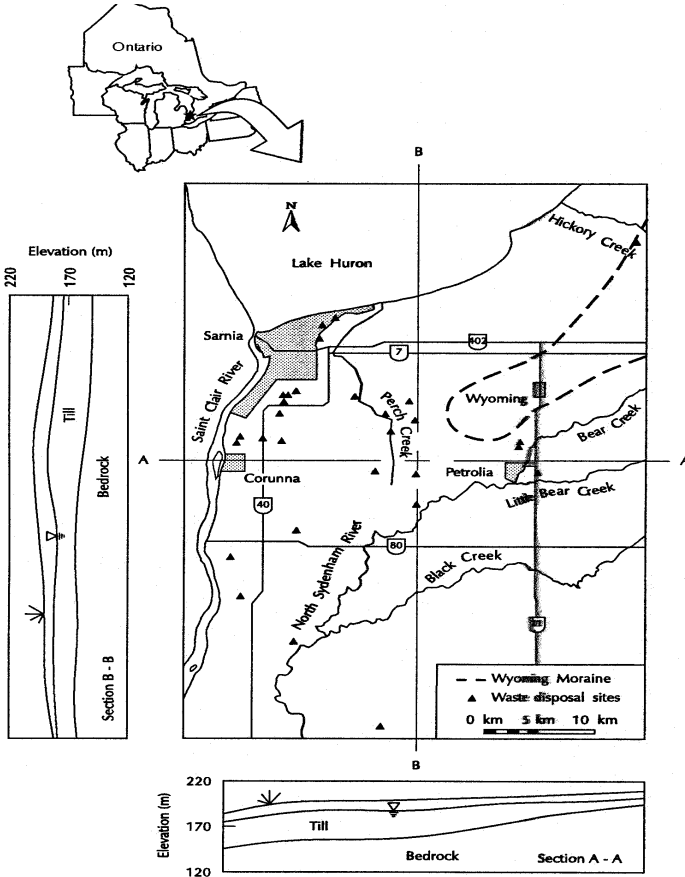 Ontario
B
N
Hickory Creek
Lake Huron
Elevation (m)
220
170
120
Sarnia
402
7
Saint Clair River
Perch Creek
Wyoming
Bear Creek
Till
Bedrock
A
A
Petrolia
Corunna
Little Bear Creek
40
80
North Sydenham River
Black Creek
Section B - B
Wyoming Moraine
Waste disposal sites
0 km 5 km 10 km
B
220
170
120
Elevation (m)
Till
Bedrock
Section A - A